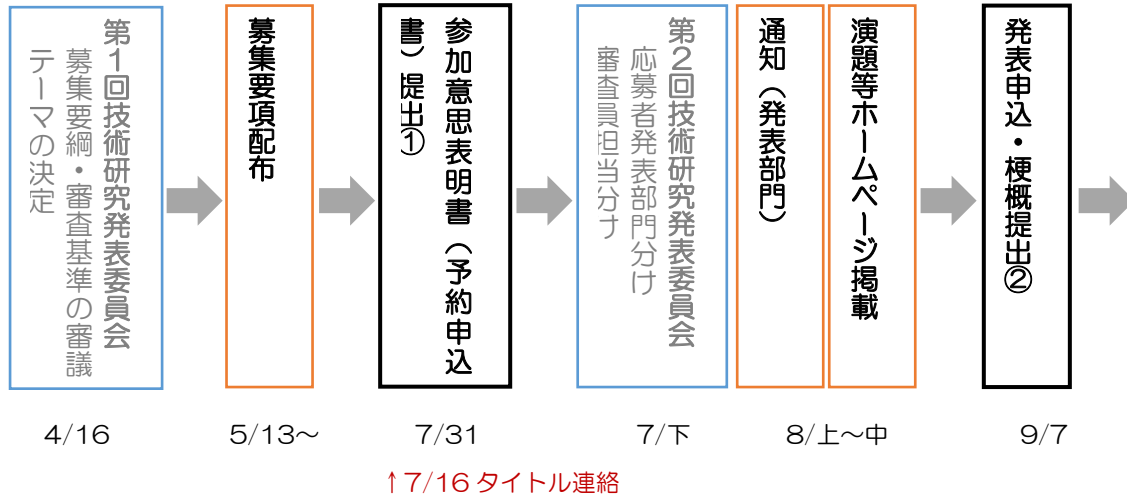 第１回技術研究発表委員会
募集要綱・審査基準の審議
テーマの決定
募集要項配布
参加意思表明書（予約申込
書）提出①
第２回技術研究発表委員会
応募者発表部門分け
審査員担当分け
通知（発表部門）
演題等ホームページ掲載
発表申込・梗概提出②
4/16
5/13～
7/31
7/下
8/上～中
9/7
↑7/16 タイトル連絡